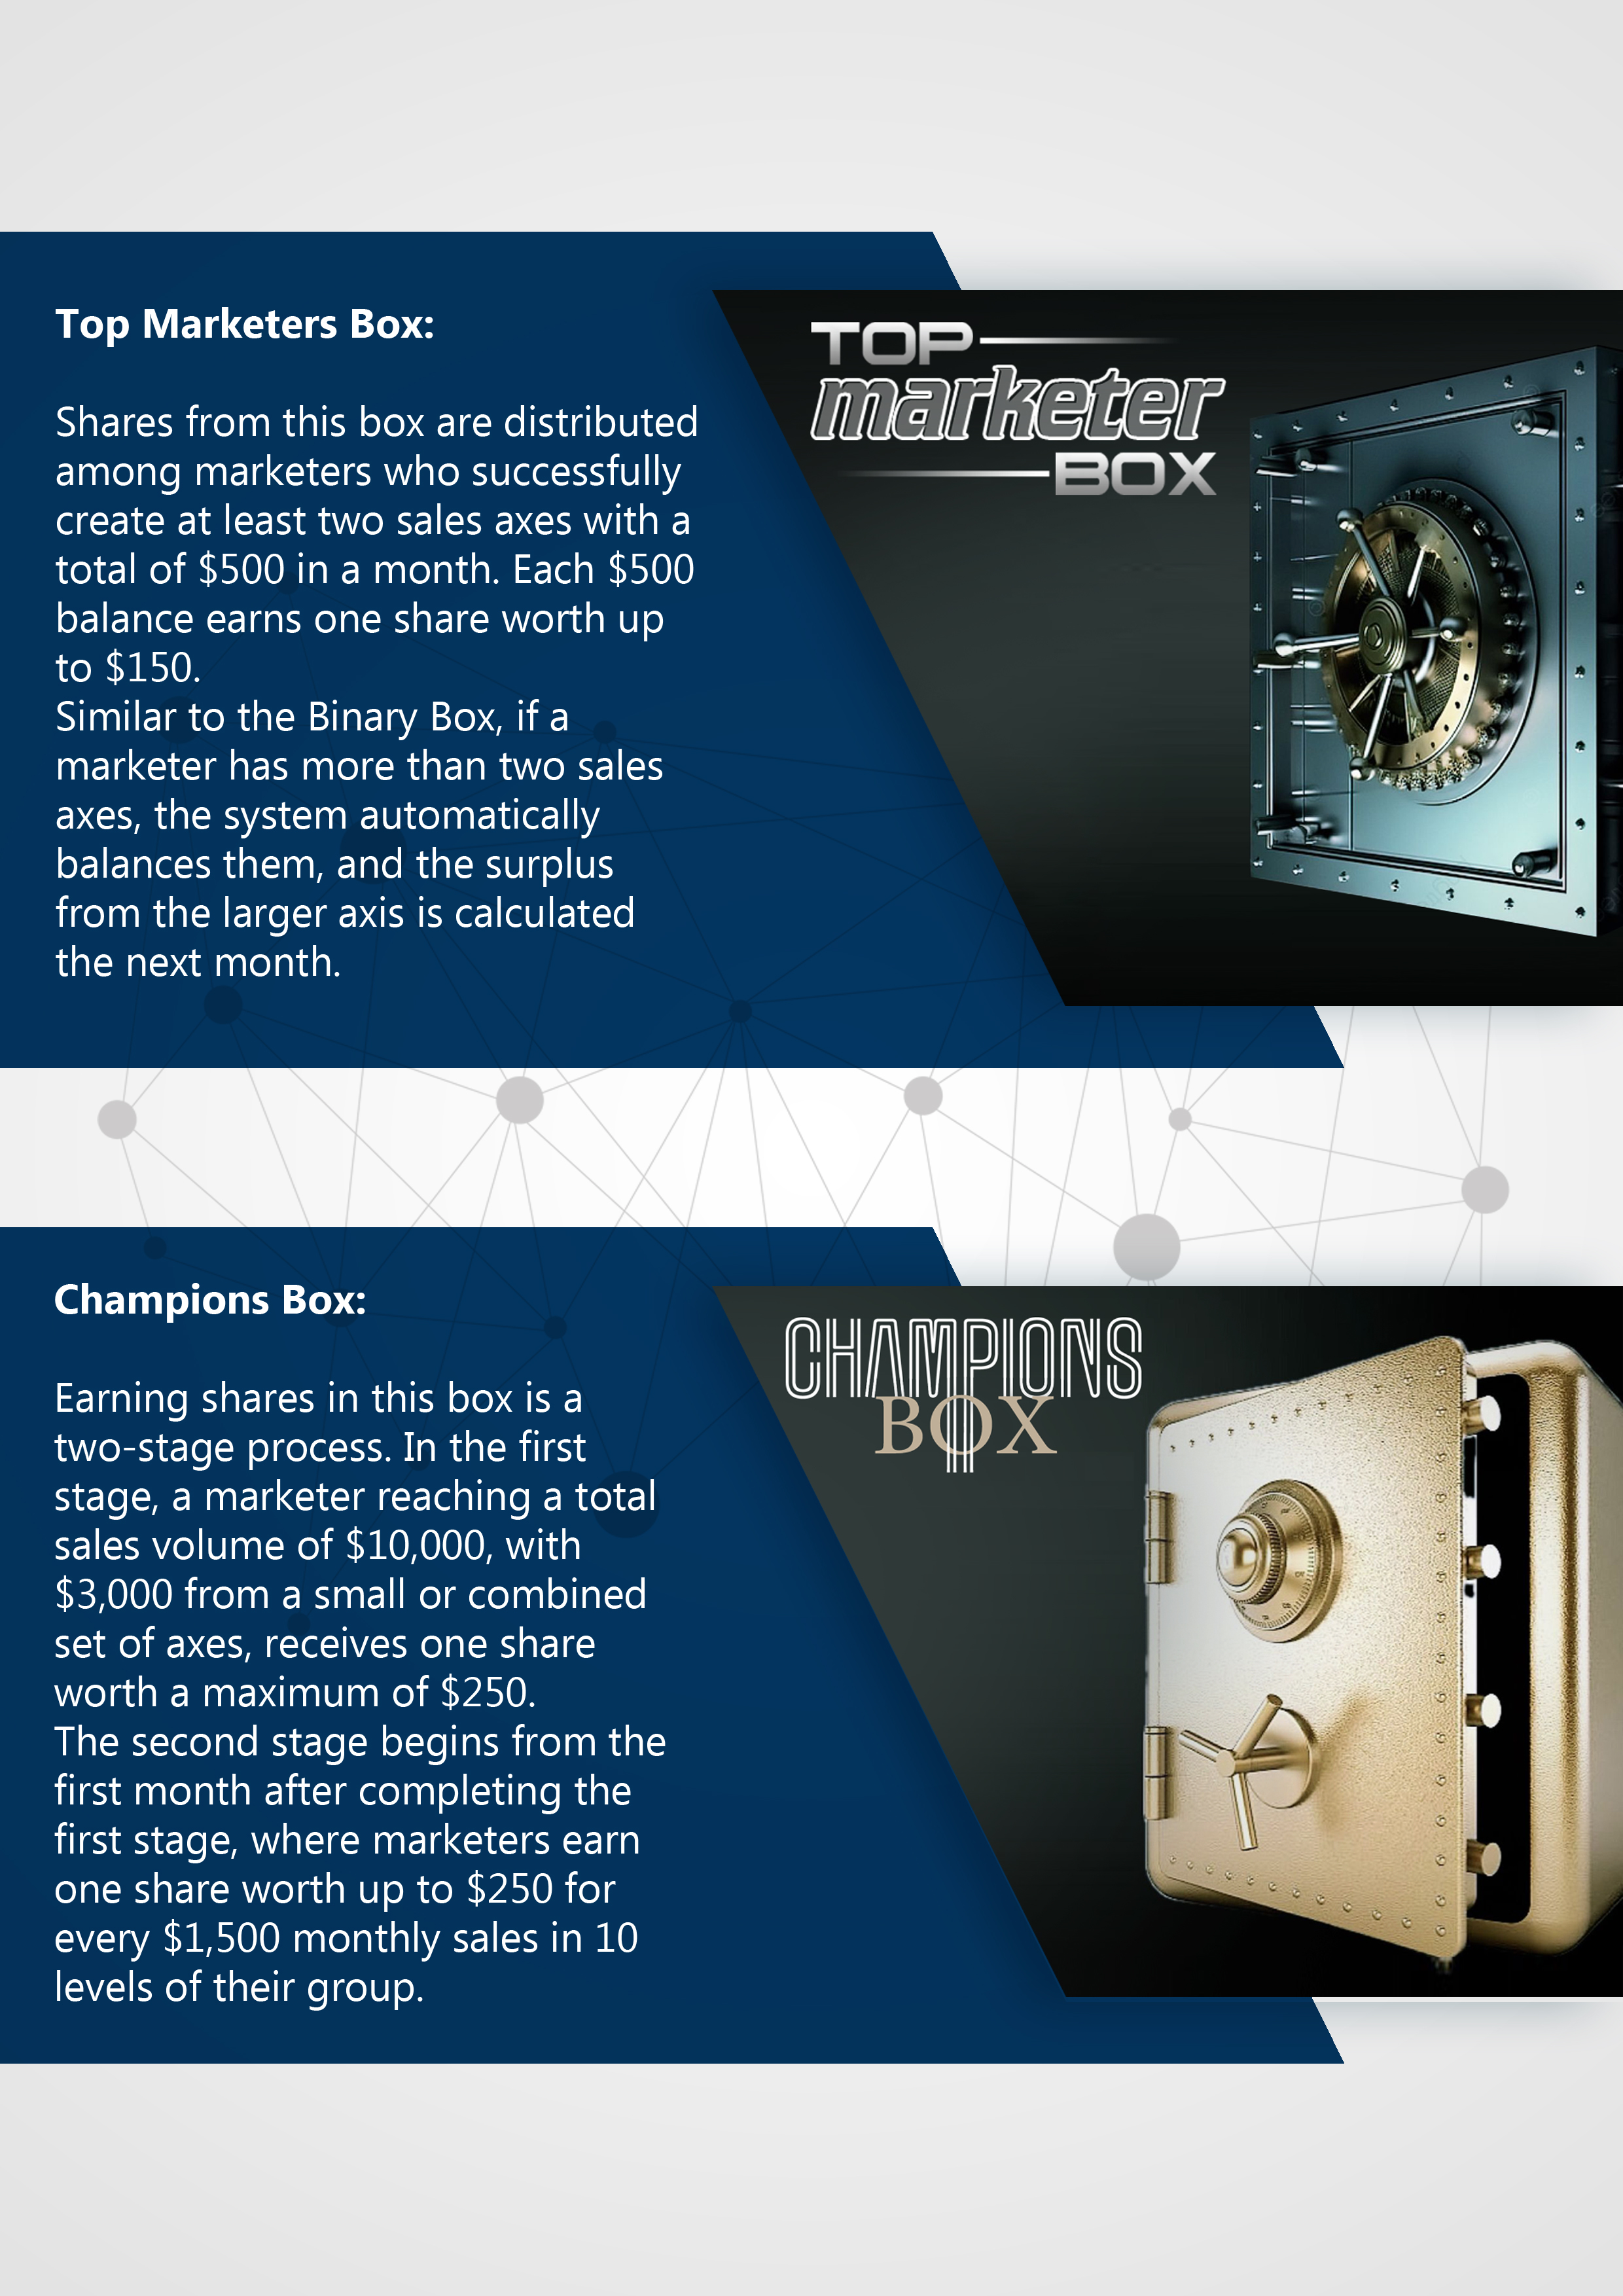 Top Marketers Box:
Shares from this box are distributed
among marketers who successfully
create at least two sales axes with a
total of $500 in a month. Each $500
balance earns one share worth up
to $150.
Similar to the Binary Box, if a
marketer has more than two sales
axes, the system automatically
balances them, and the surplus
from the larger axis is calculated
the next month.
TOP
marketer
BOX
Champions Box:
Earning shares in this box is a
two-stage process. In the first
stage, a marketer reaching a total
sales volume of $10,000, with
$3,000 from a small or combined
set of axes, receives one share
worth a maximum of $250.
The second stage begins from the
first month after completing the
first stage, where marketers earn
one share worth up to $250 for
every $1,500 monthly sales in 10
levels of their group.
CHAMPIONS
BOX